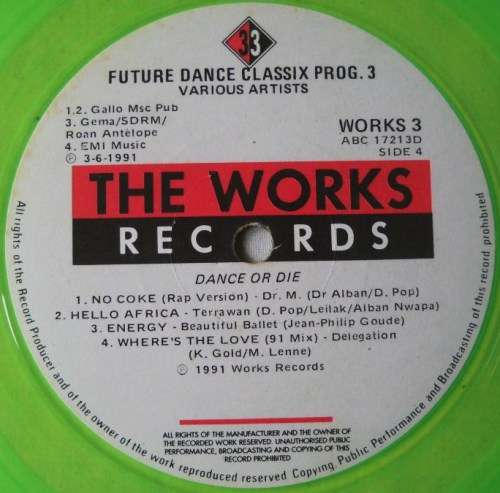 33
FUTURE DANCE CLASSIX PROG. 3
VARIOUS ARTISTS
1.2. Gallo Msc Pub
3. Gema/SDRM/
Roan Antelope
4. EMI Music
℗ 3-6-1991
WORKS 3
ABC 17213D
SIDE 4
THE WORKS
RECORDS
DANCE OR DIE
1. NO COKE (Rap Version) - Dr. M. (Dr Alban/D. Pop)
2. HELLO AFRICA - Terrawan (D. Pop/Leilak/Alban Nwapa)
3. ENERGY - Beautiful Ballet (Jean-Philip Goude)
4. WHERE'S THE LOVE (91 Mix) - Delegation
(K. Gold/M. Lenne)
℗ 1991 Works Records
ALL RIGHTS OF THE MANUFACTURER AND THE OWNER OF
THE RECORDED WORK RESERVED. UNAUTHORISED PUBLIC
PERFORMANCE, BROADCASTING AND COPYING OF THIS
RECORD PROHIBITED
All rights of the Record Producer and of the owner of the work reproduced reserved Copying, Public Performance and Broadcasting of this record prohibited